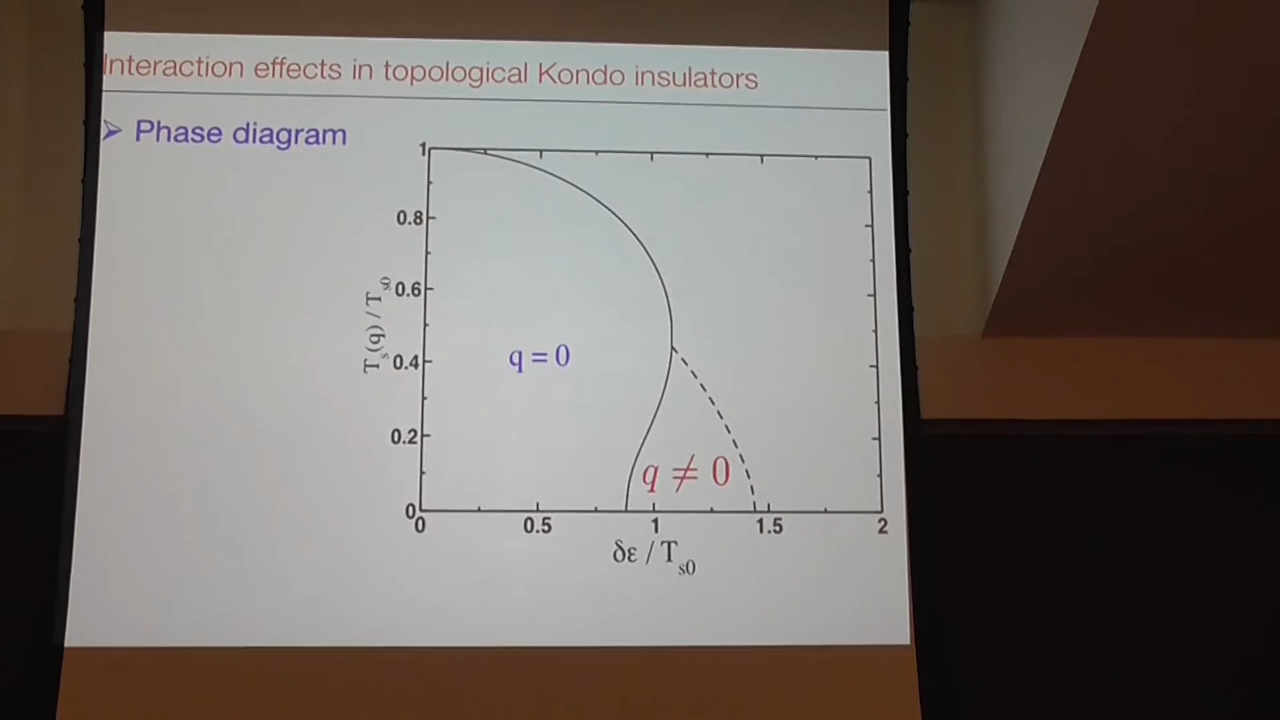 Interaction effects in topological Kondo insulators
➢ Phase diagram
1
0.8
0.6
0.4
0.2
0
T_s(q) / T_s0
q = 0
q ≠ 0
0 0.5 1 1.5 2
δε / T_s0